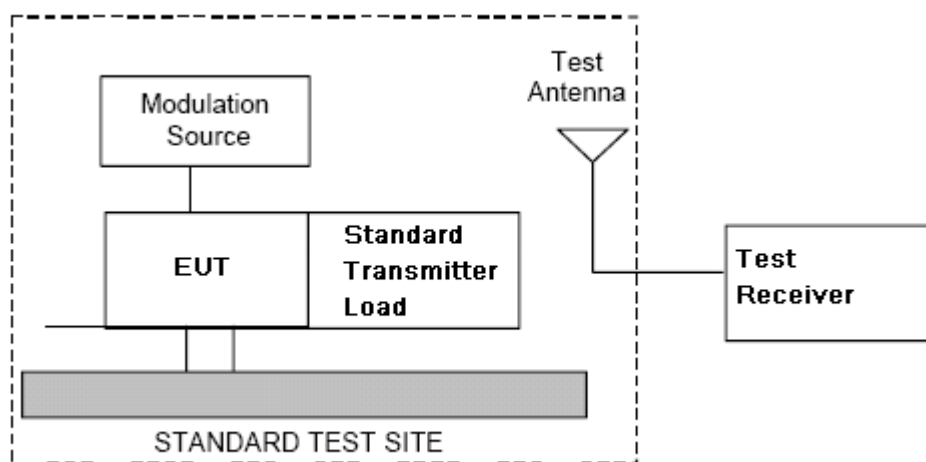 Test
Antenna
Modulation
Source
EUT
Standard
Transmitter
Load
Test
Receiver
STANDARD TEST SITE